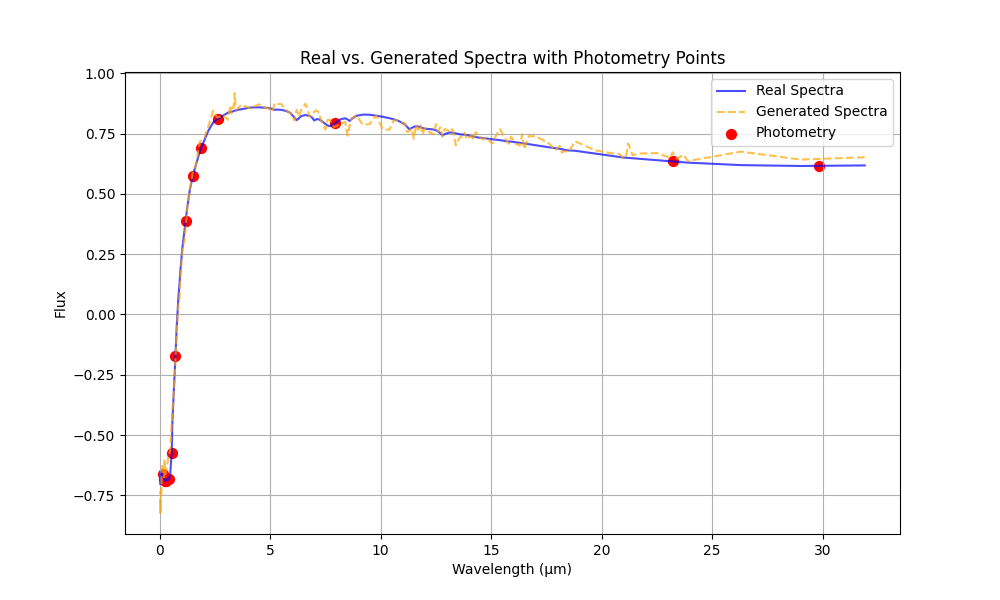 Real vs. Generated Spectra with Photometry Points
1.00
0.75
0.50
0.25
0.00
−0.25
−0.50
−0.75
Flux
Real Spectra
Generated Spectra
Photometry
0 5 10 15 20 25 30
Wavelength (μm)